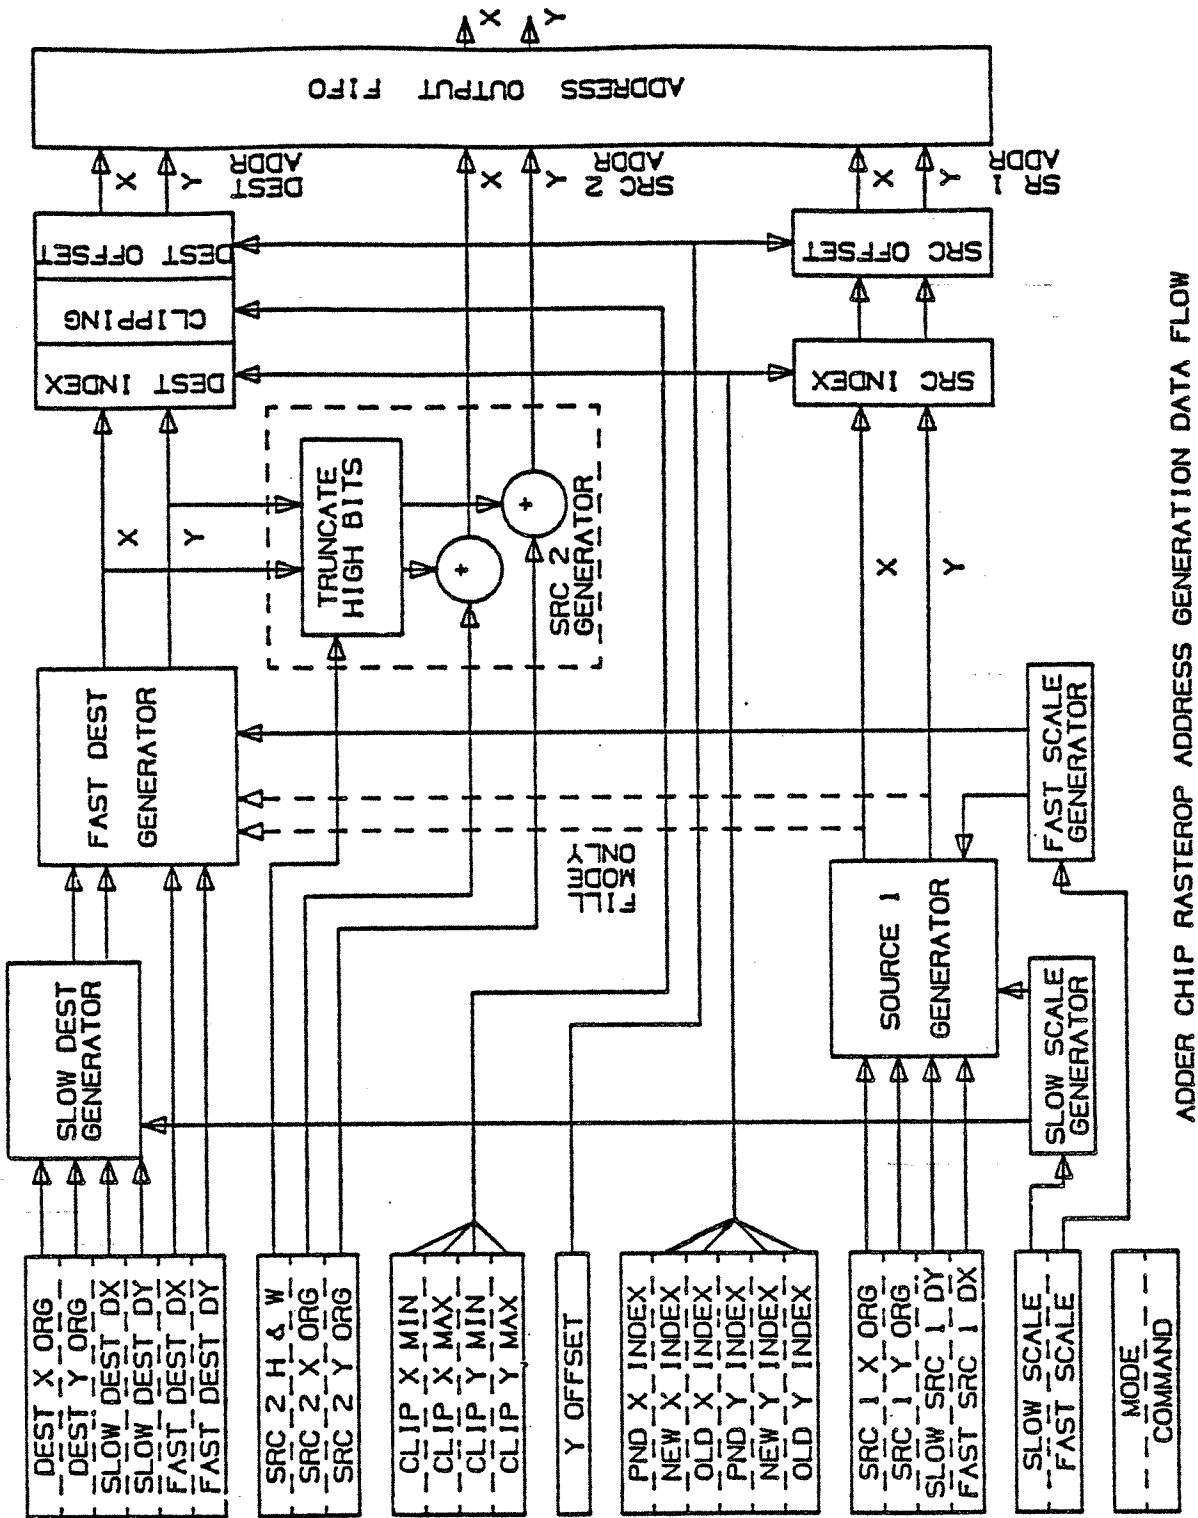 DEST X ORG
DEST Y ORG
SLOW DEST DX
SLOW DEST DY
FAST DEST DX
FAST DEST DY
SRC 2 H & W
SRC 2 X ORG
SRC 2 Y ORG
CLIP X MIN
CLIP X MAX
CLIP Y MIN
CLIP Y MAX
Y OFFSET
PND X INDEX
NEW X INDEX
OLD X INDEX
PND Y INDEX
NEW Y INDEX
OLD Y INDEX
SRC 1 X ORG
SRC 1 Y ORG
SLOW SRC 1 DY
FAST SRC 1 DX
SLOW SCALE
FAST SCALE
MODE
COMMAND
SLOW DEST
GENERATOR
FAST DEST
GENERATOR
SOURCE 1
GENERATOR
SLOW SCALE
GENERATOR
FAST SCALE
GENERATOR
FILL
MODE
ONLY
X
Y
TRUNCATE
HIGH BITS
+
+
SRC 2
GENERATOR
X
Y
DEST INDEX
CLIPPING
DEST OFFSET
SRC INDEX
SRC OFFSET
X
Y
DEST
ADDR
X
Y
SRC 2
ADDR
X
Y
SR 1
ADDR
ADDRESS OUTPUT FIFO
X
Y
ADDER CHIP RASTEROP ADDRESS GENERATION DATA FLOW